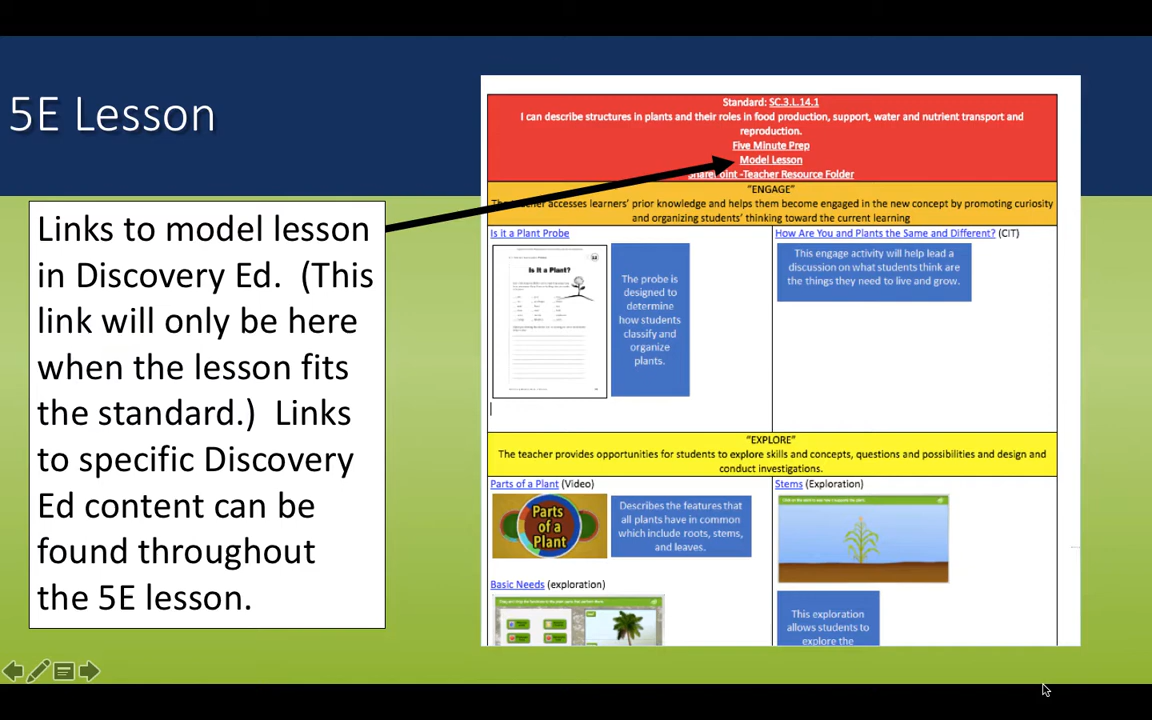 5E Lesson
Links to model lesson
in Discovery Ed. (This
link will only be here
when the lesson fits
the standard.) Links
to specific Discovery
Ed content can be
found throughout
the 5E lesson.
Standard: SC.3.L.14.1
I can describe structures in plants and their roles in food production, support, water and nutrient transport and
reproduction.
Five Minute Prep
Model Lesson
SharePoint -Teacher Resource Folder
"ENGAGE"
The teacher accesses learners' prior knowledge and helps them become engaged in the new concept by promoting curiosity
and organizing students' thinking toward the current learning
Is it a Plant Probe
Is it a Plant?
The probe is
designed to
determine
how students
classify and
organize
plants.
How Are You and Plants the Same and Different? (CIT)
This engage activity will help lead a
discussion on what students think are
the things they need to live and grow.
"EXPLORE"
The teacher provides opportunities for students to explore skills and concepts, questions and possibilities and design and
conduct investigations.
Parts of a Plant (Video)
Parts
of a
Plant
Describes the features that
all plants have in common
which include roots, stems,
and leaves.
Basic Needs (exploration)
Stems (Exploration)
This exploration
allows students to
explore the